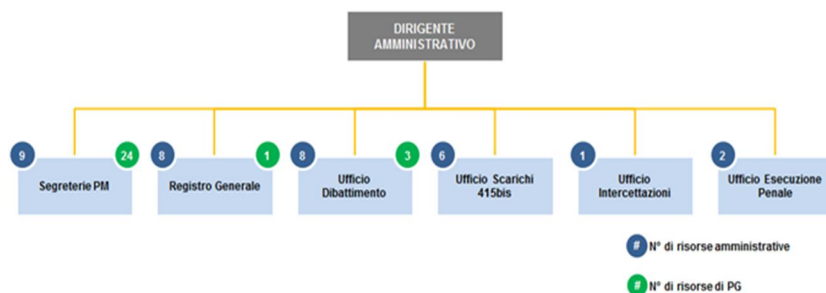 DIRIGENTE
AMMINISTRATIVO
9
24
8
1
8
3
6
1
2
Segreterie PM
Registro Generale
Ufficio
Dibattimento
Ufficio Scarichi
415bis
Ufficio
Intercettazioni
Ufficio Esecuzione
Penale
# N° di risorse amministrative
# N° di risorse di PG